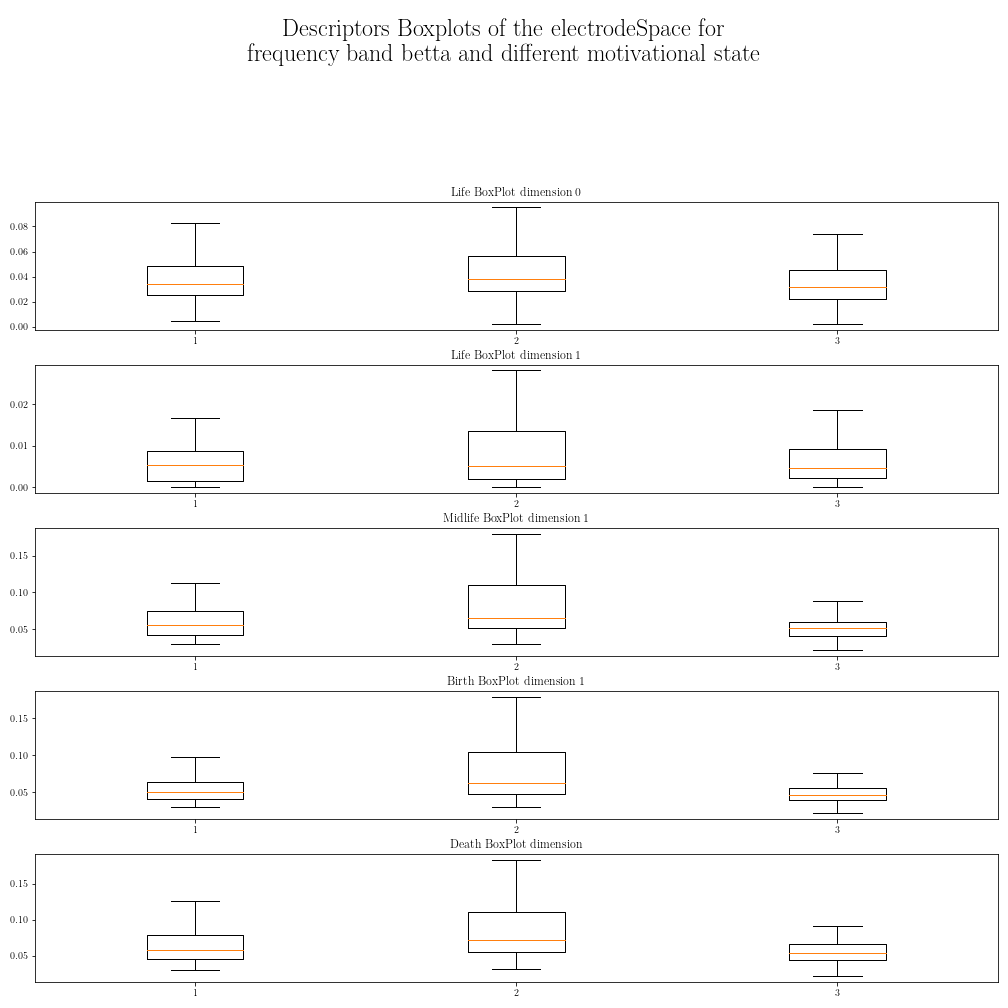 Descriptors Boxplots of the electrodeSpace for
frequency band betta and different motivational state
Life BoxPlot dimension 0
0.08
0.06
0.04
0.02
0.00
1 2 3
Life BoxPlot dimension 1
0.02
0.01
0.00
1 2 3
Midlife BoxPlot dimension 1
0.15
0.10
0.05
1 2 3
Birth BoxPlot dimension 1
0.15
0.10
0.05
1 2 3
Death BoxPlot dimension
0.15
0.10
0.05
1 2 3